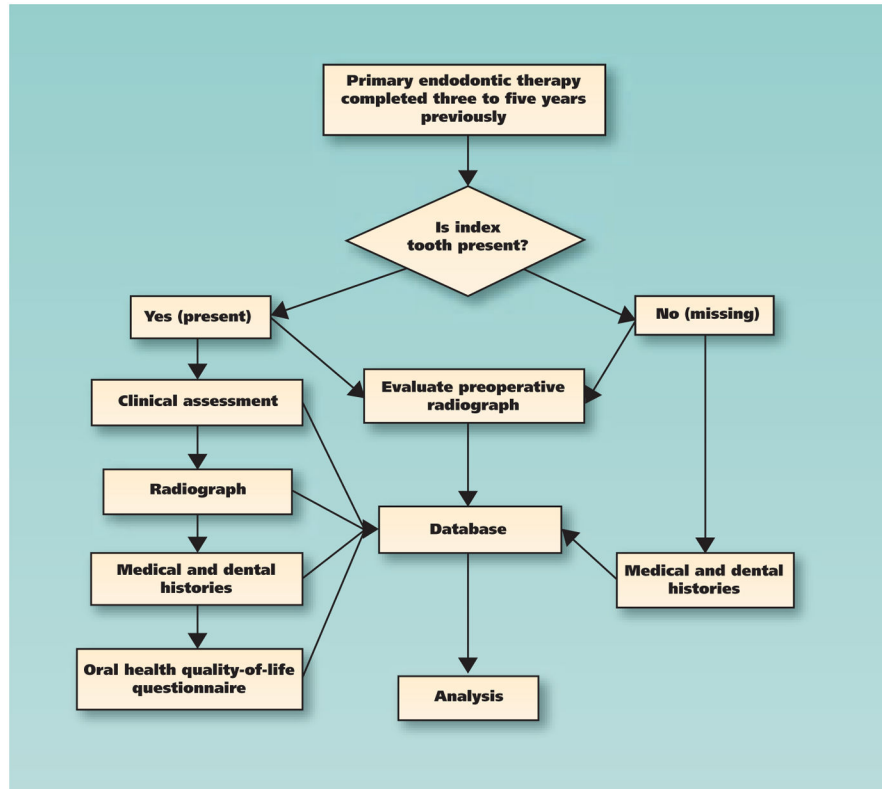 Primary endodontic therapy
completed three to five years
previously
Is index
tooth present?
Yes (present)
No (missing)
Clinical assessment
Evaluate preoperative
radiograph
Radiograph
Database
Medical and dental
histories
Medical and dental
histories
Oral health quality-of-life
questionnaire
Analysis